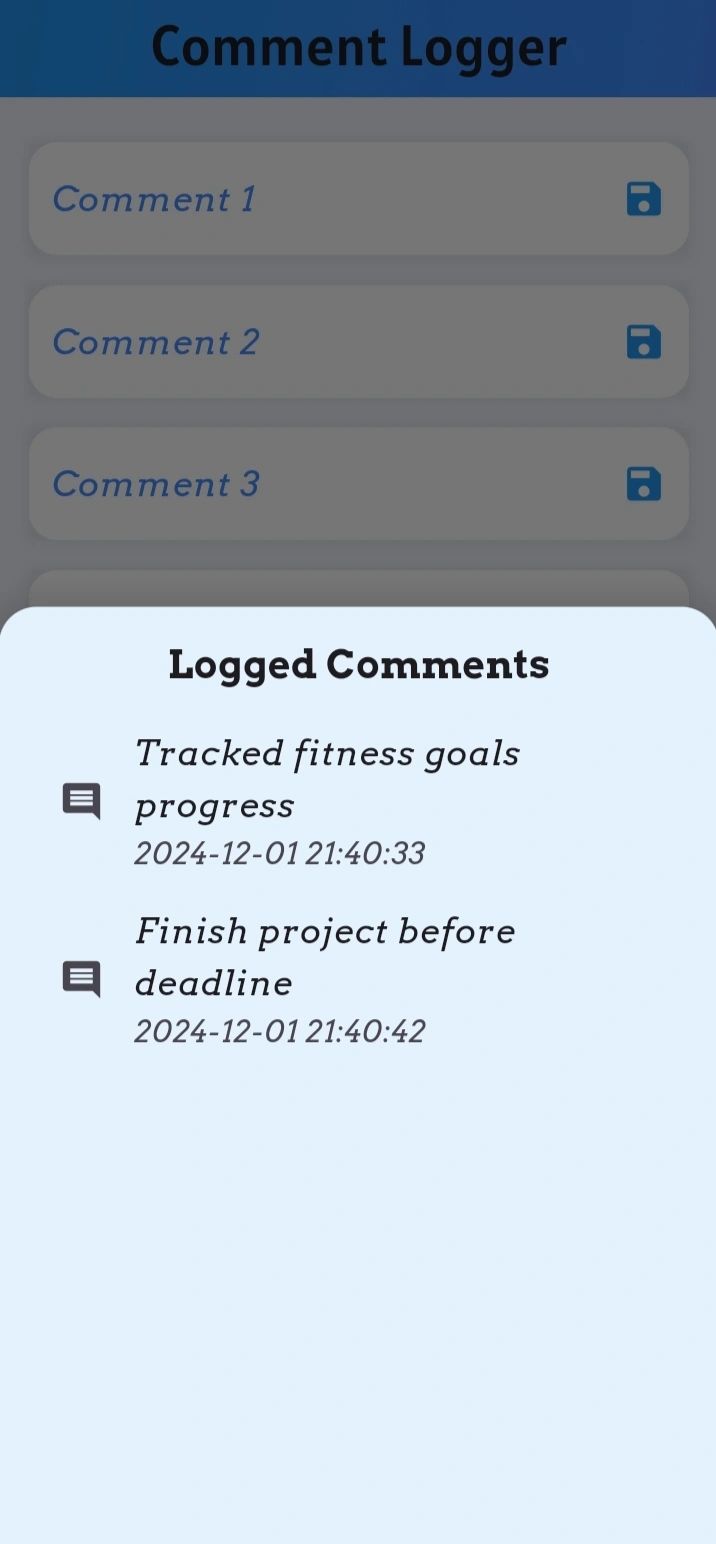 Comment Logger
Comment 1
Comment 2
Comment 3
Logged Comments
Tracked fitness goals
progress
2024-12-01 21:40:33
Finish project before
deadline
2024-12-01 21:40:42